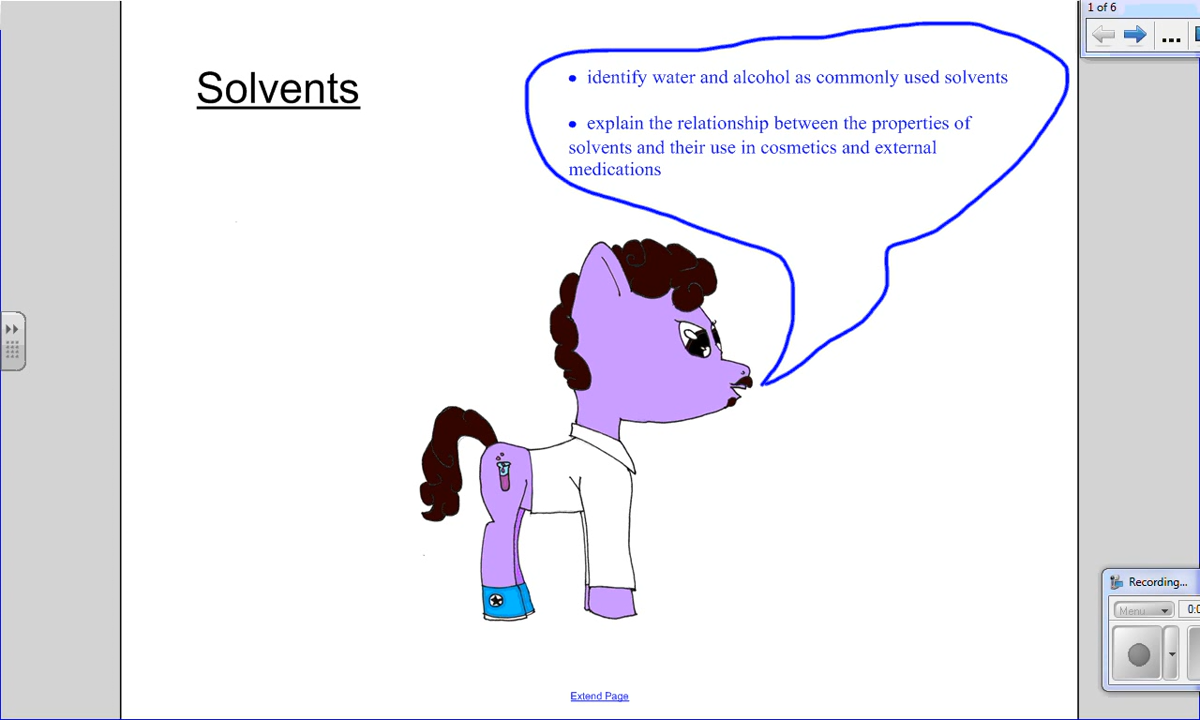 1 of 6
...
Solvents
• identify water and alcohol as commonly used solvents
• explain the relationship between the properties of
solvents and their use in cosmetics and external
medications
Recording...
Menu
Extend Page